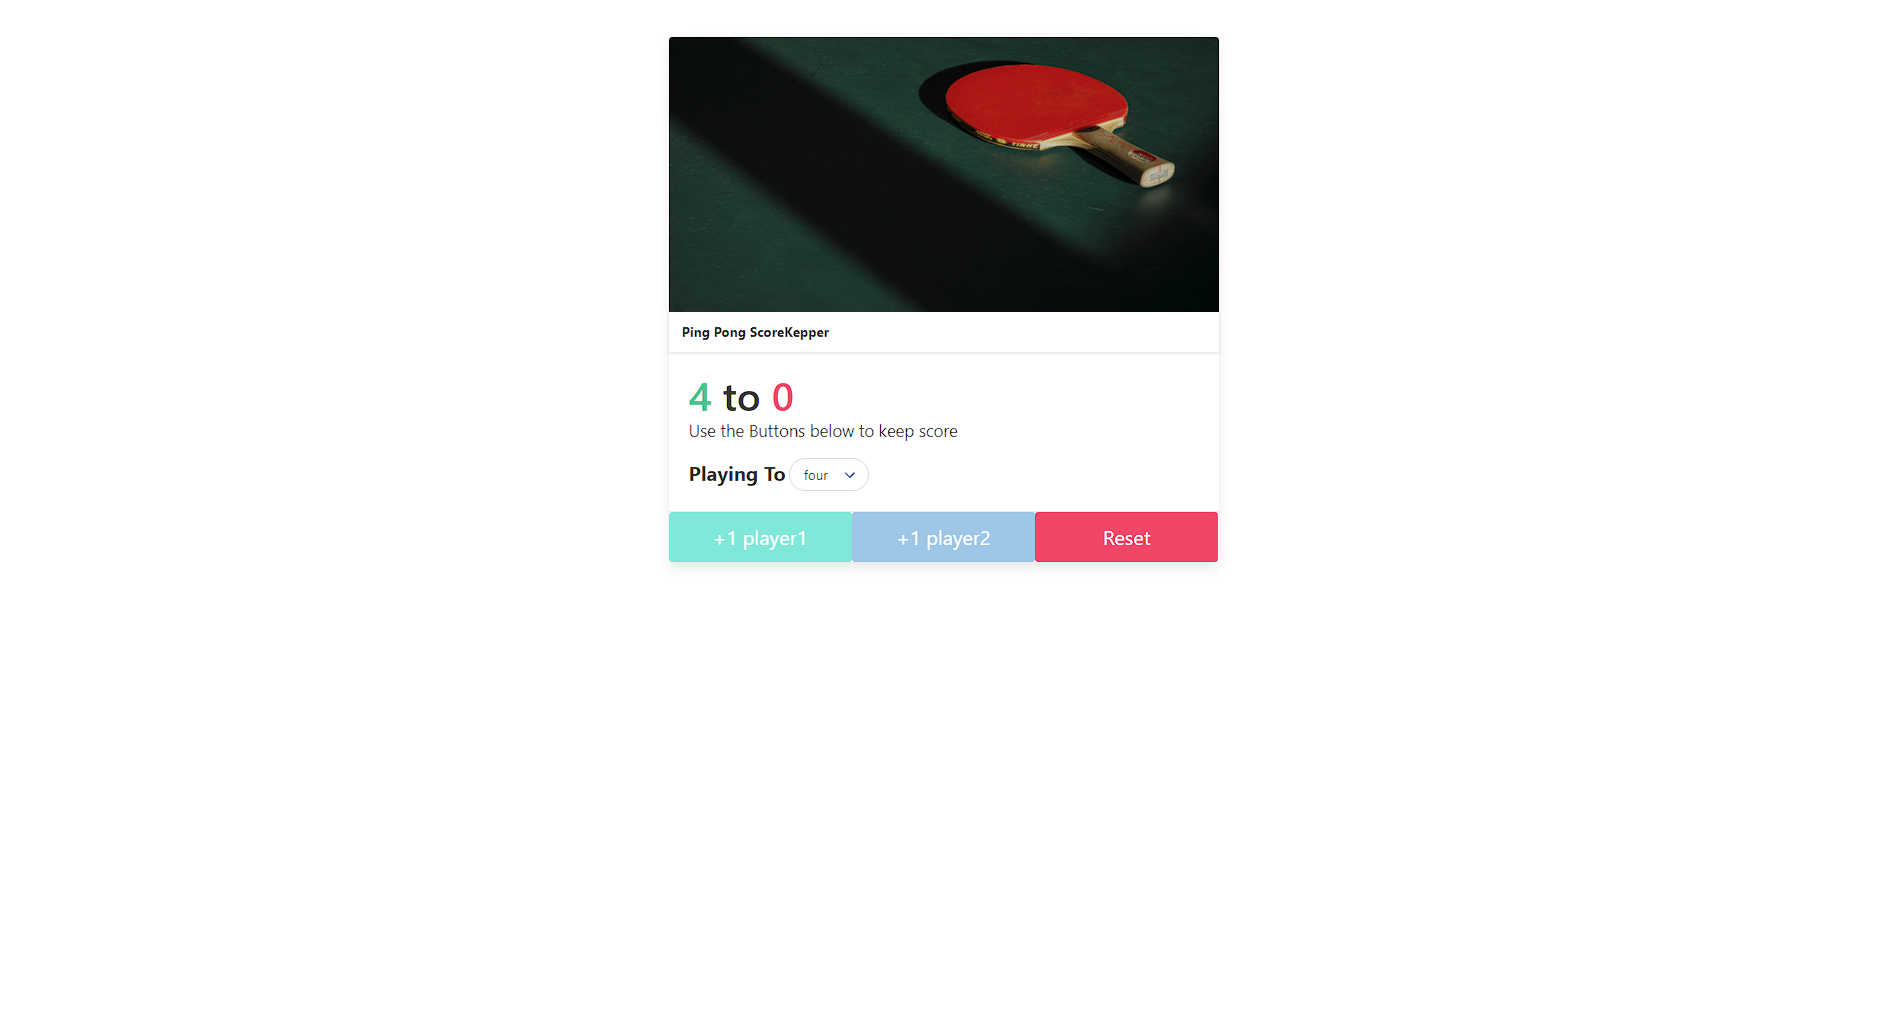 YINHE
Ping Pong ScoreKepper
4 to 0
Use the Buttons below to keep score
Playing To four
+1 player1 +1 player2 Reset